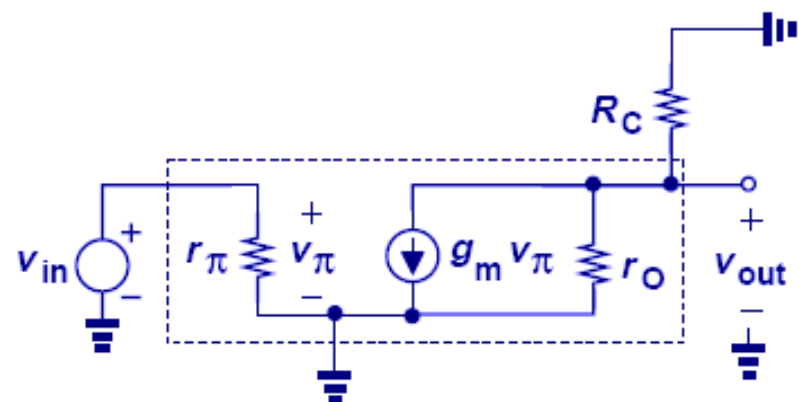 R_C
v_in
+
−
r_π
+
v_π
−
g_m v_π
r_O
+
v_out
−